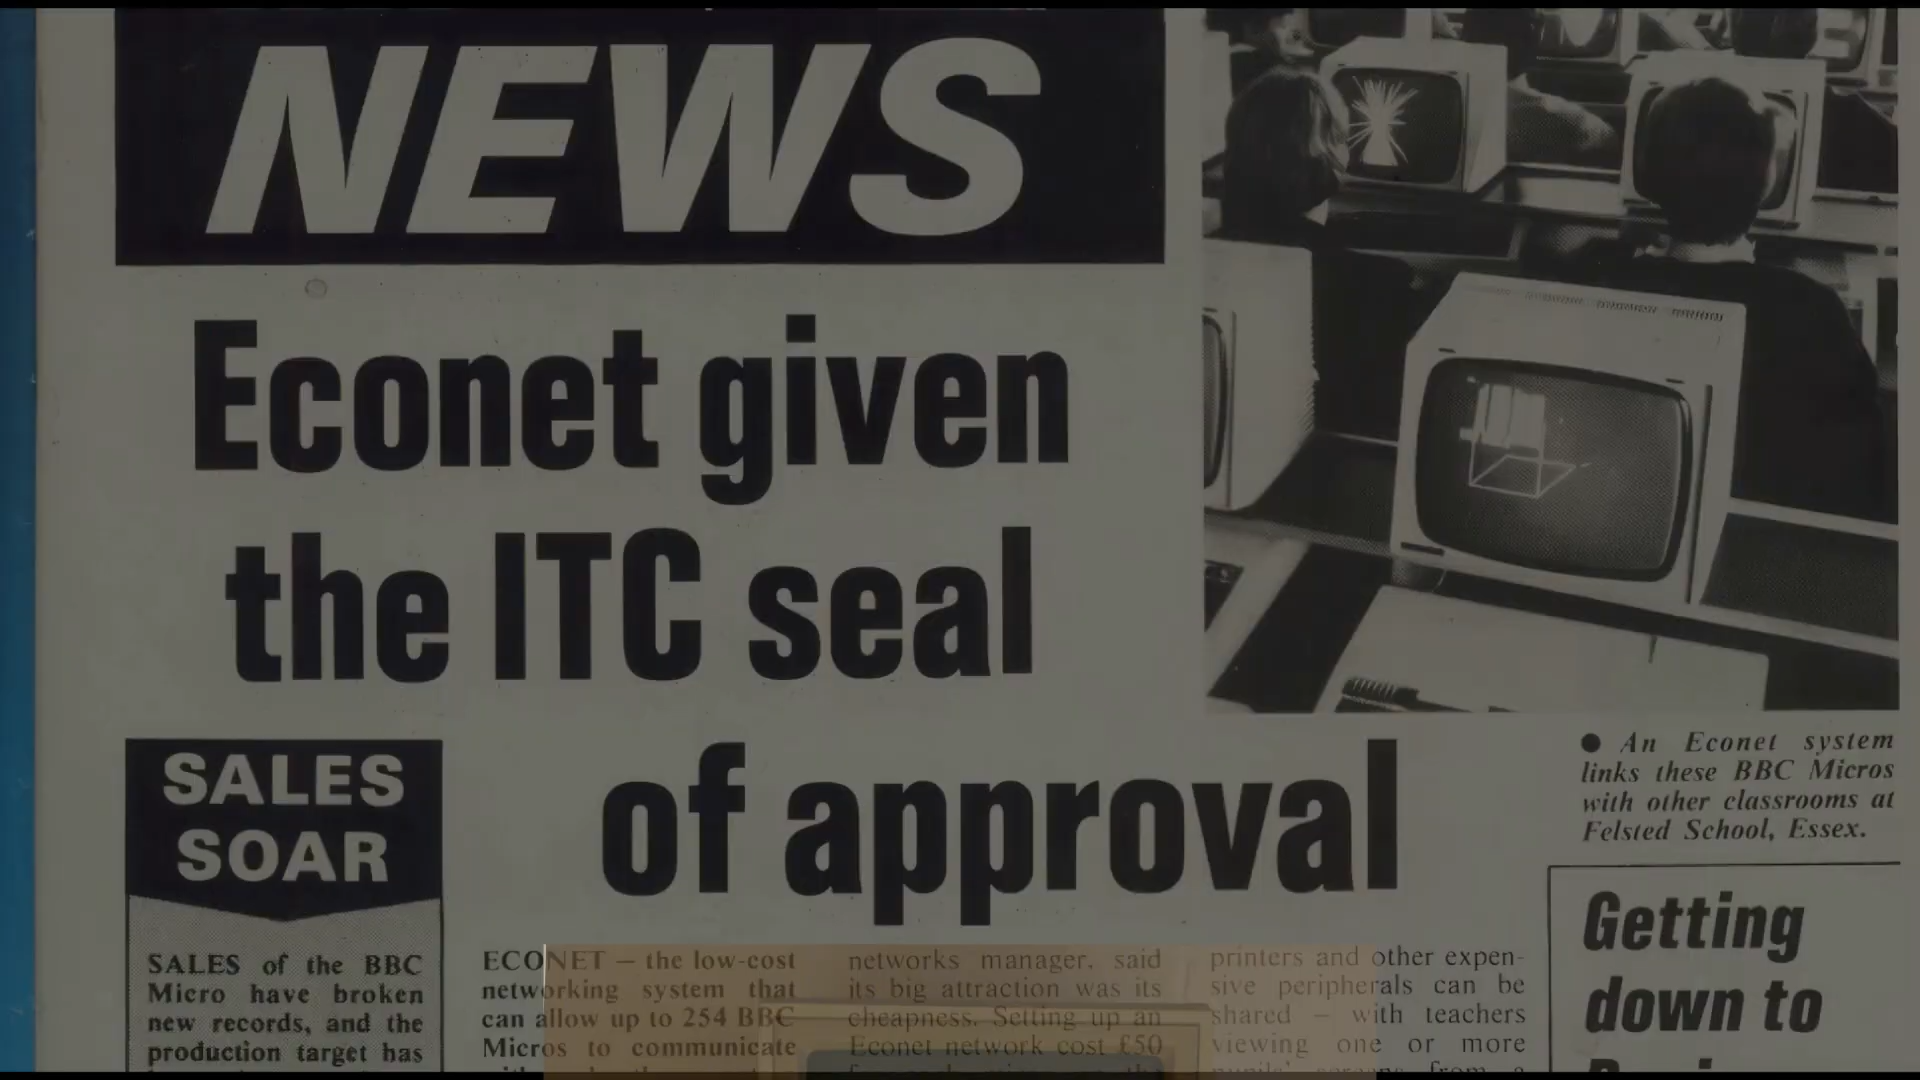 NEWS
Econet given
the ITC seal
of approval
SALES
SOAR
SALES of the BBC
Micro have broken
new records, and the
production target has
ECONET – the low-cost
networking system that
can allow up to 254 BBC
Micros to communicate
networks manager, said
its big attraction was its
cheapness. Setting up an
Econet network cost £50
printers and other expen-
sive peripherals can be
shared – with teachers
viewing one or more
pupils' screens from a
● An Econet system
links these BBC Micros
with other classrooms at
Felsted School, Essex.
Getting
down to